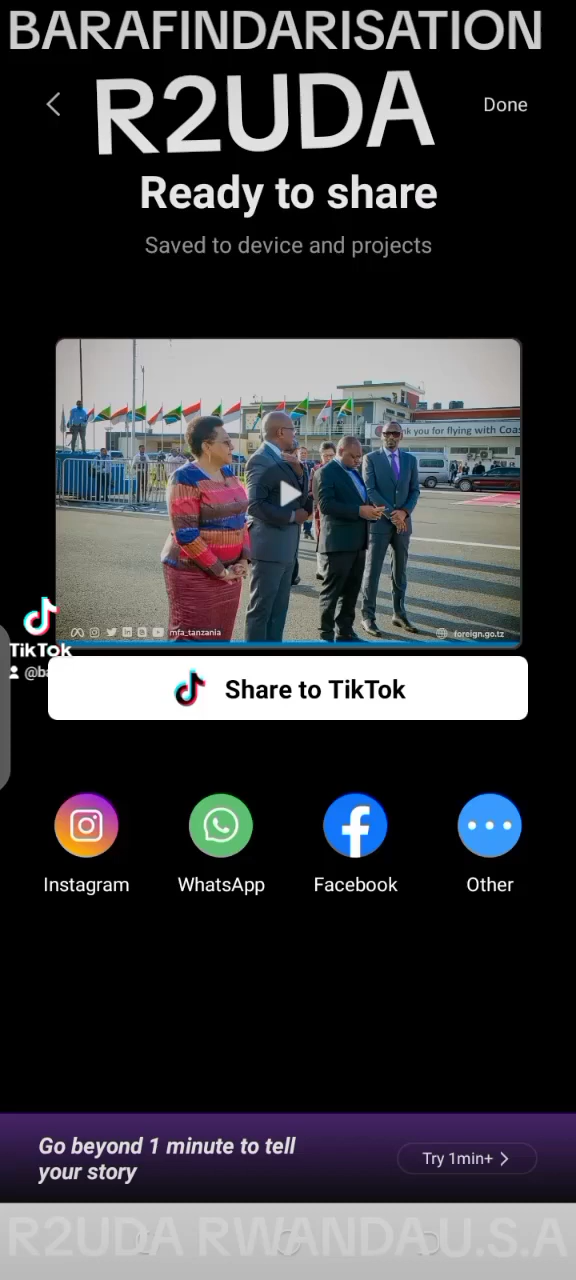 BARAFINDARISATION
R2UDA
Done
Ready to share
Saved to device and projects
nk you for flying with Coas
mfa_tanzania
foreign.go.tz
TikTok
@ba
Share to TikTok
Instagram
WhatsApp
Facebook
Other
Go beyond 1 minute to tell
your story
Try 1min+
R2UDA RWANDA U.S.A